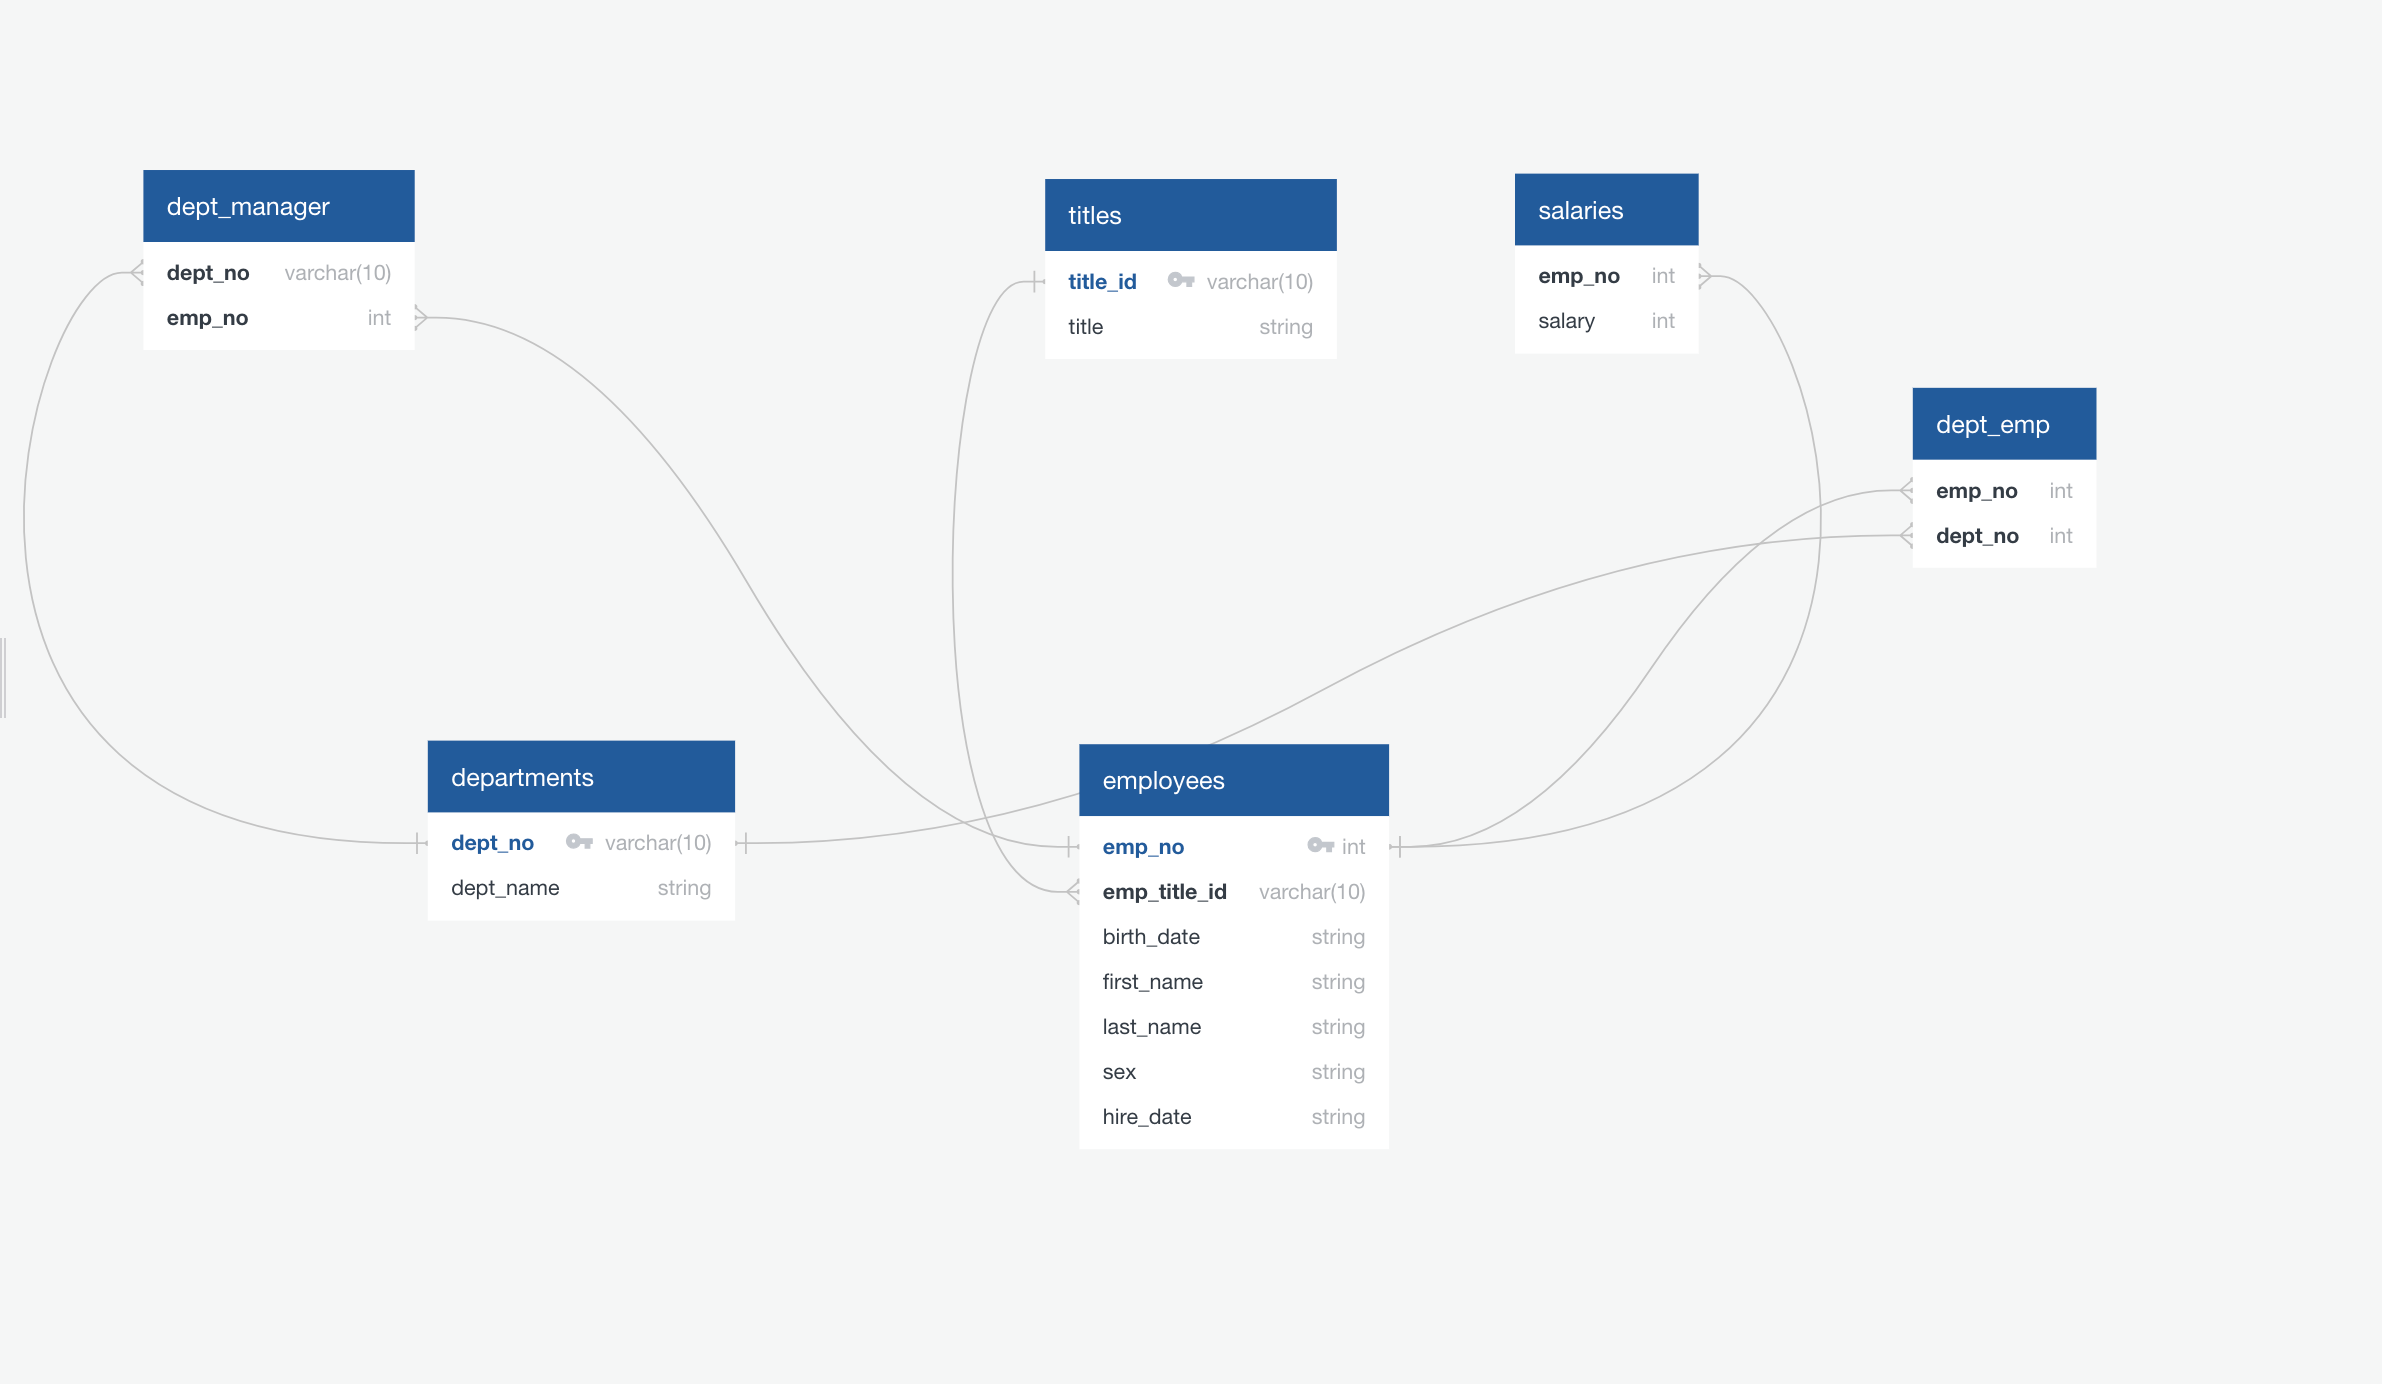 dept_manager
dept_no varchar(10)
emp_no int
titles
title_id varchar(10)
title string
salaries
emp_no int
salary int
dept_emp
emp_no int
dept_no int
departments
dept_no varchar(10)
dept_name string
employees
emp_no int
emp_title_id varchar(10)
birth_date string
first_name string
last_name string
sex string
hire_date string